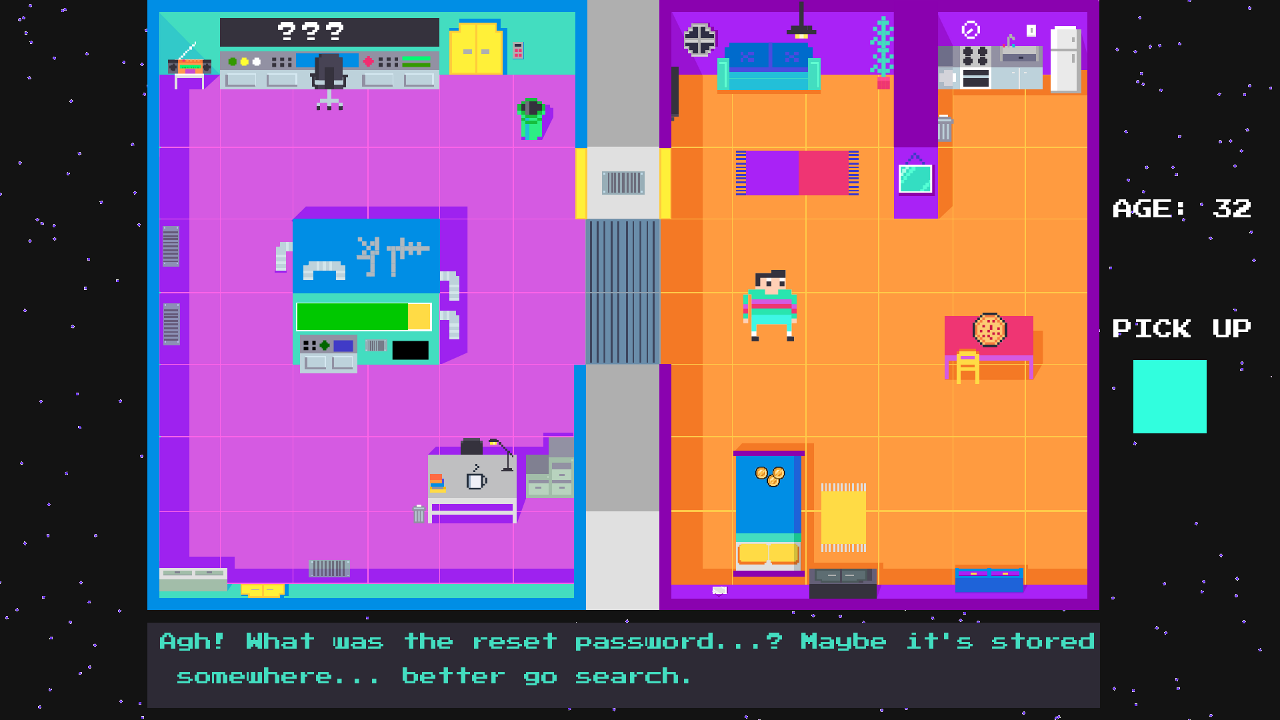 ???
AGE: 32
PICK UP
Agh! What was the reset password...? Maybe it's stored
somewhere... better go search.